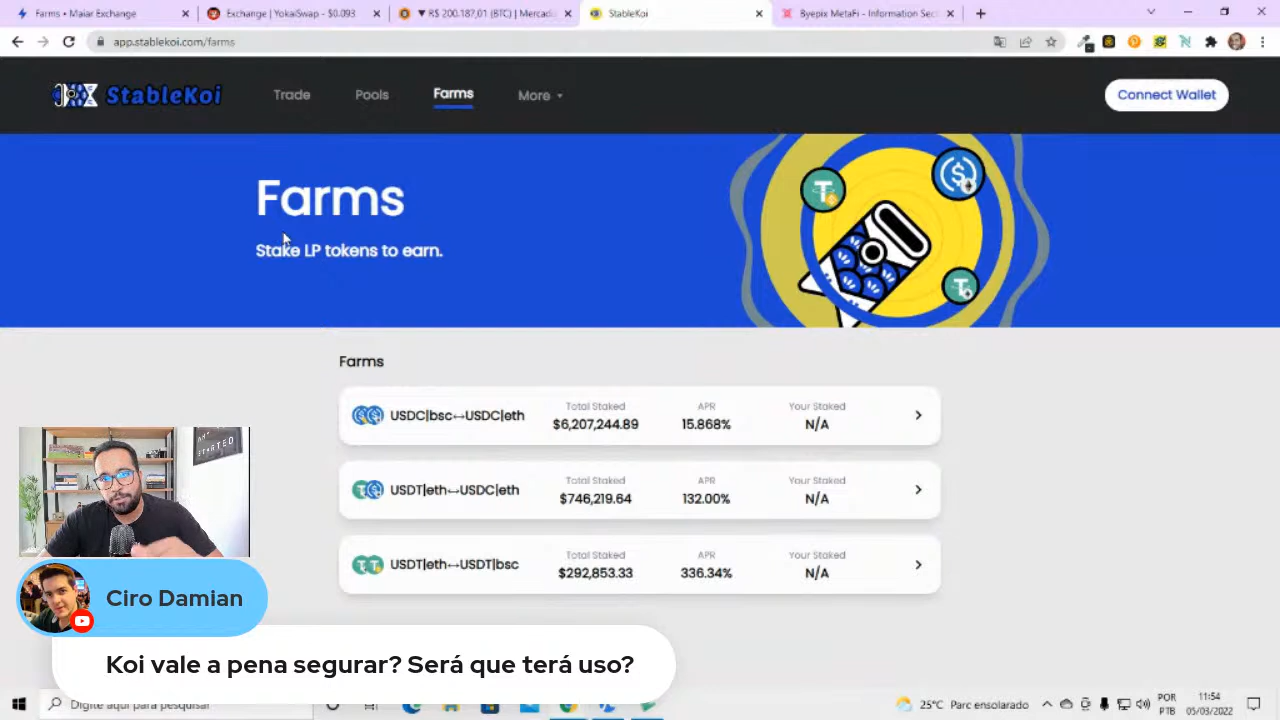 Farms - Maiar Exchange
Exchange | YokaiSwap - $0.093
▼ R$ 200.187,01 (BTC) | Mercad
StableKoi
Byepix MetaFi - Information Sect
app.stablekoi.com/farms
StableKoi
Trade
Pools
Farms
More
Connect Wallet
Farms
Stake LP tokens to earn.
Farms
USDC|bsc↔USDC|eth
Total Staked
$6,207,244.89
APR
15.868%
Your Staked
N/A
USDT|eth↔USDC|eth
Total Staked
$746,219.64
APR
132.00%
Your Staked
N/A
USDT|eth↔USDT|bsc
Total Staked
$292,853.33
APR
336.34%
Your Staked
N/A
STARTED
Ciro Damian
Koi vale a pena segurar? Será que terá uso?
Digite aqui para pesquisar
25°C Parc ensolarado
POR
PTB
11:54
05/03/2022